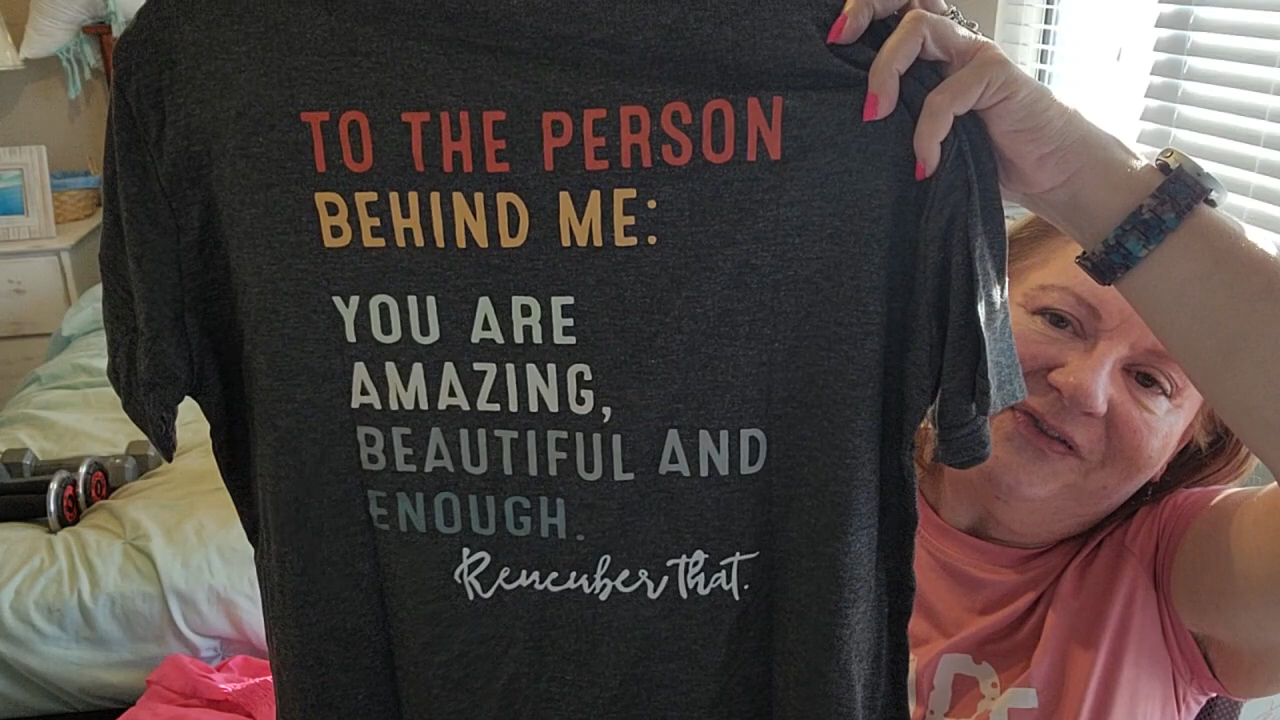 TO THE PERSON
BEHIND ME:
YOU ARE
AMAZING,
BEAUTIFUL AND
ENOUGH.
Remember that.